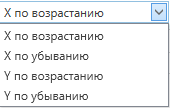 X по возрастанию
X по возрастанию
X по убыванию
Y по возрастанию
Y по убыванию